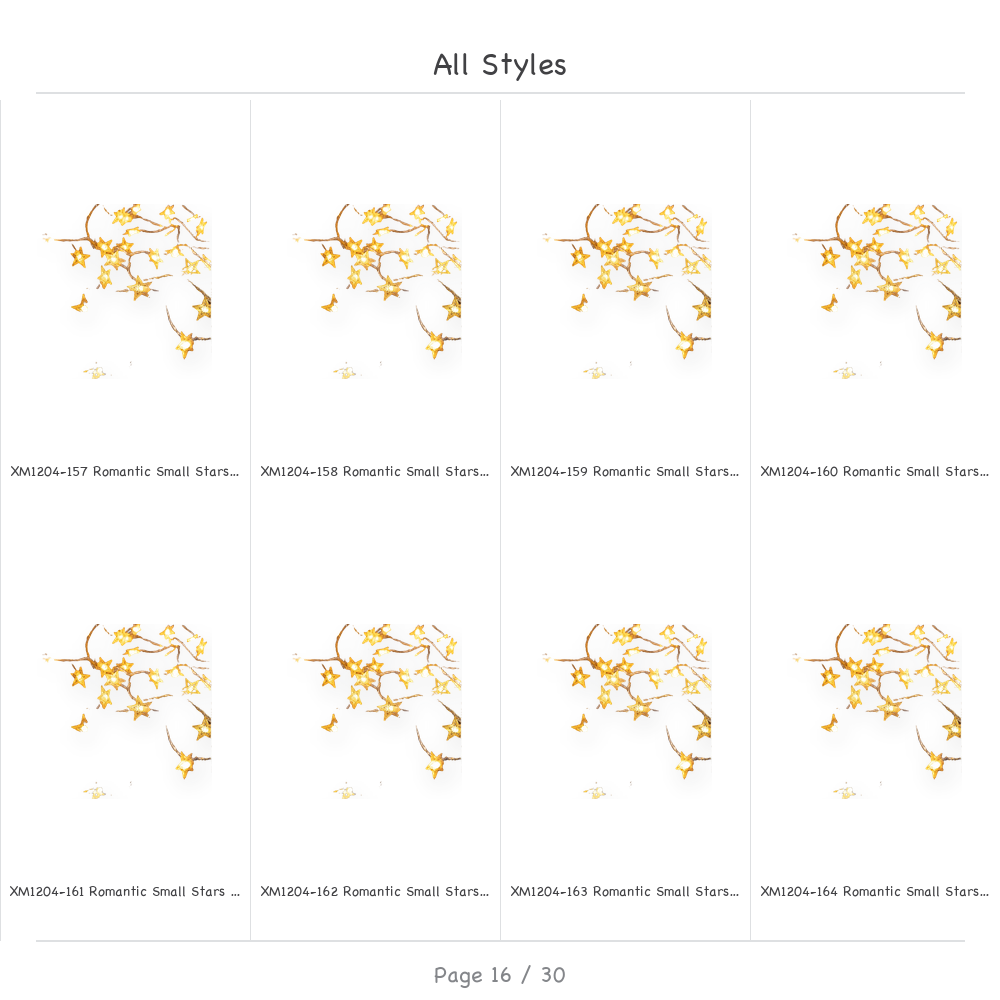 All Styles
XM1204-157 Romantic Small Stars...
XM1204-158 Romantic Small Stars...
XM1204-159 Romantic Small Stars...
XM1204-160 Romantic Small Stars...
XM1204-161 Romantic Small Stars ...
XM1204-162 Romantic Small Stars...
XM1204-163 Romantic Small Stars...
XM1204-164 Romantic Small Stars...
Page 16 / 30